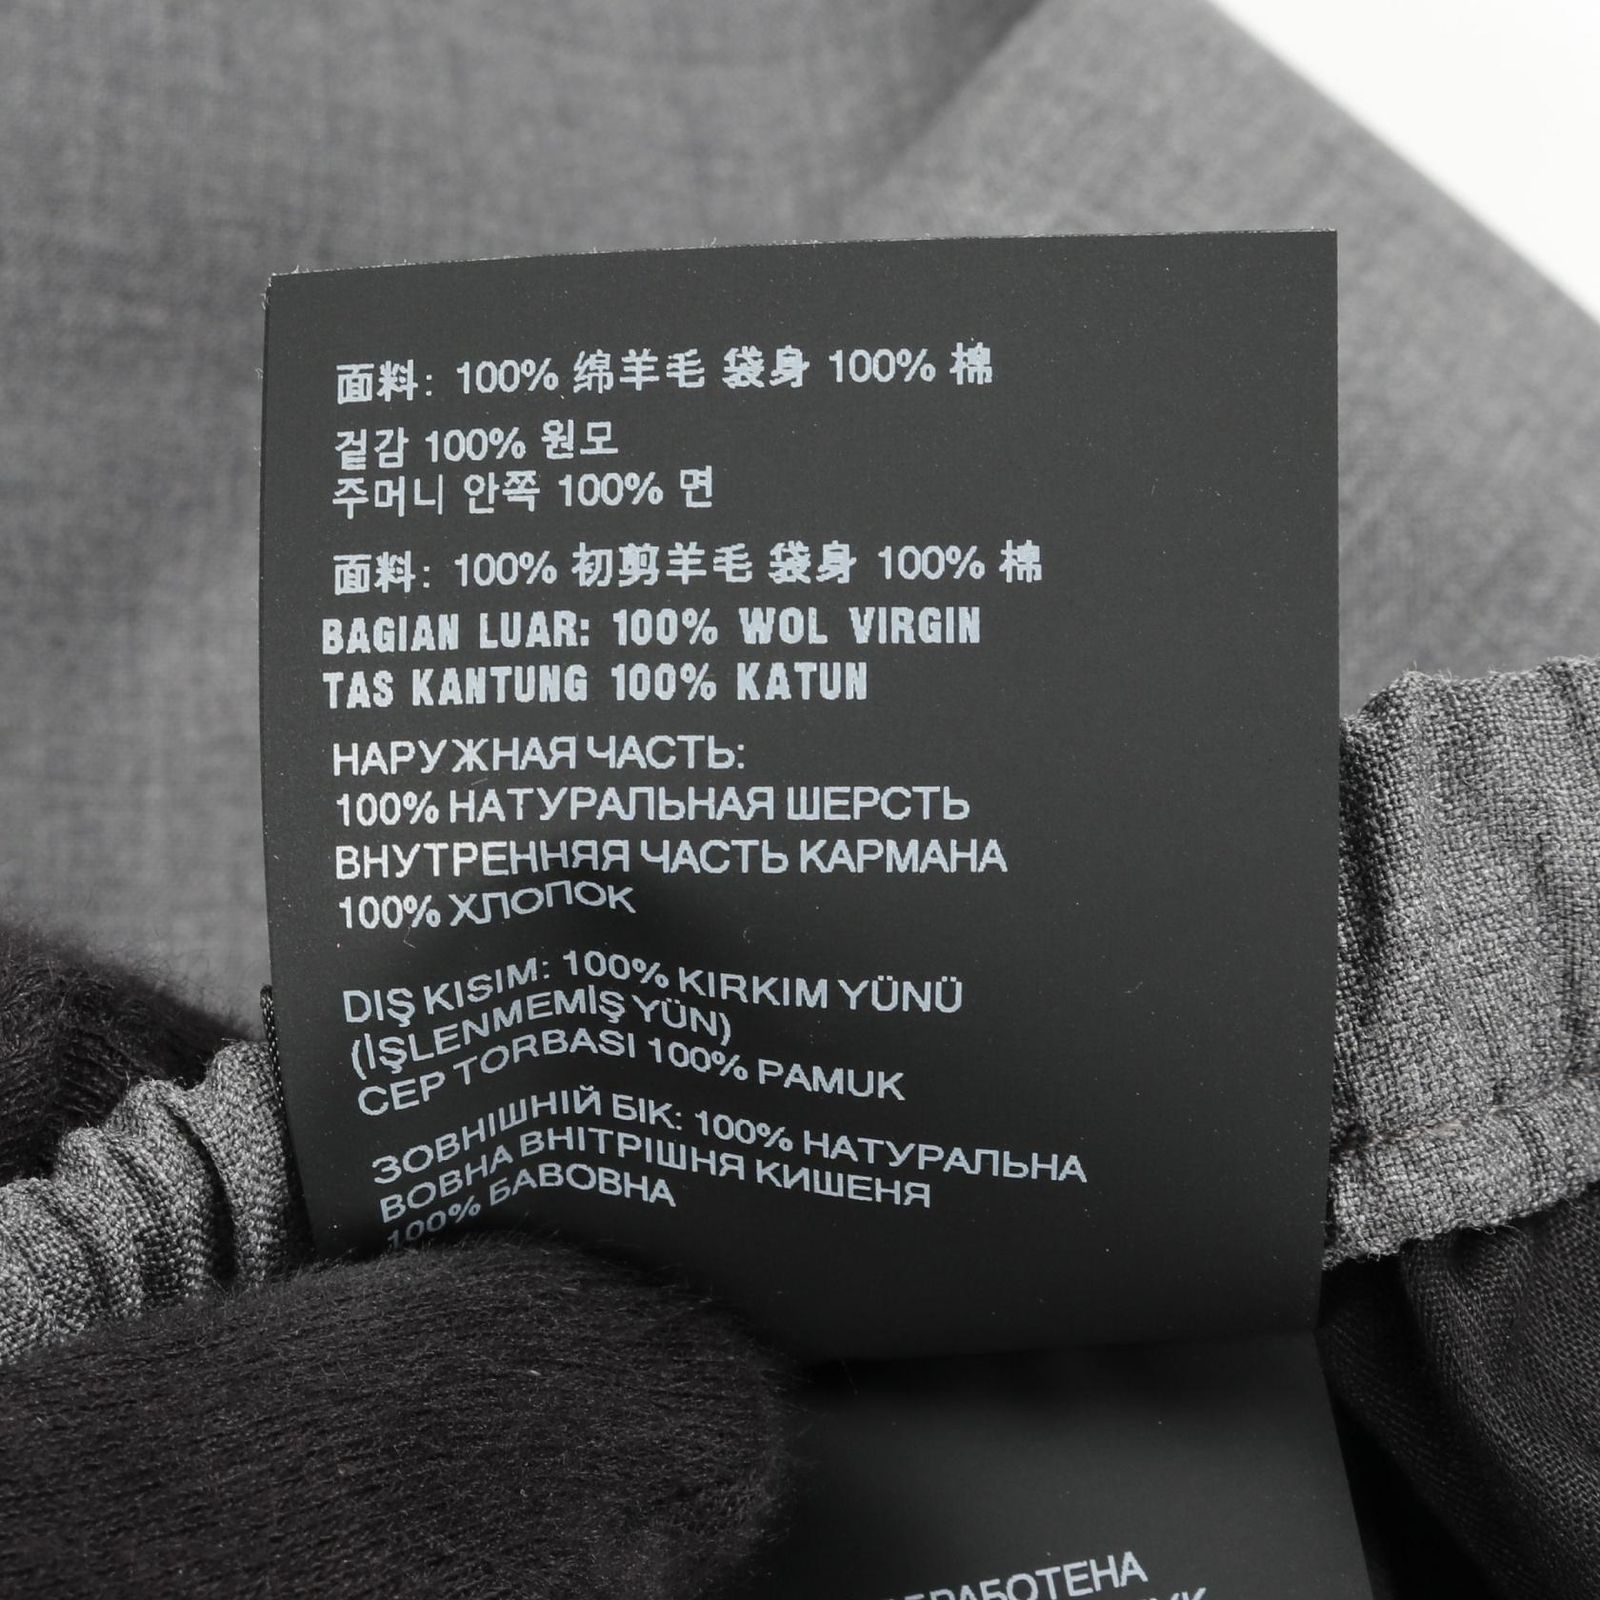 面料: 100% 绵羊毛 袋身 100% 棉
겉감 100% 원모
주머니 안쪽 100% 면
面料: 100% 初剪羊毛 袋身 100% 棉
BAGIAN LUAR: 100% WOL VIRGIN
TAS KANTUNG 100% KATUN
НАРУЖНАЯ ЧАСТЬ:
100% НАТУРАЛЬНАЯ ШЕРСТЬ
ВНУТРЕННЯЯ ЧАСТЬ КАРМАНА
100% ХЛОПОК
DIŞ KISIM: 100% KIRKIM YÜNÜ
(İŞLENMEMİŞ YÜN)
CEP TORBASI 100% PAMUK
ЗОВНІШНІЙ БІК: 100% НАТУРАЛЬНА
ВОВНА ВНІТРІШНЯ КИШЕНЯ
100% БАВОВНА